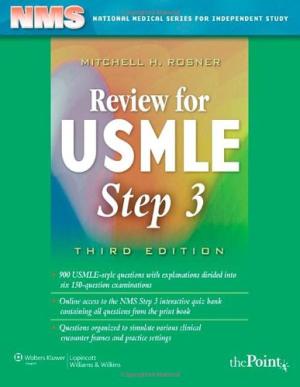 NMS NATIONAL MEDICAL SERIES FOR INDEPENDENT STUDY
MITCHELL H. ROSNER
Review for
USMLE
Step 3
THIRD EDITION
• 900 USMLE-style questions with explanations divided into
six 150-question examinations
• Online access to the NMS Step 3 interactive quiz bank
containing all questions from the print book
• Questions organized to simulate various clinical
encounter frames and practice settings
Wolters Kluwer | Lippincott
Williams & Wilkins
thePoint